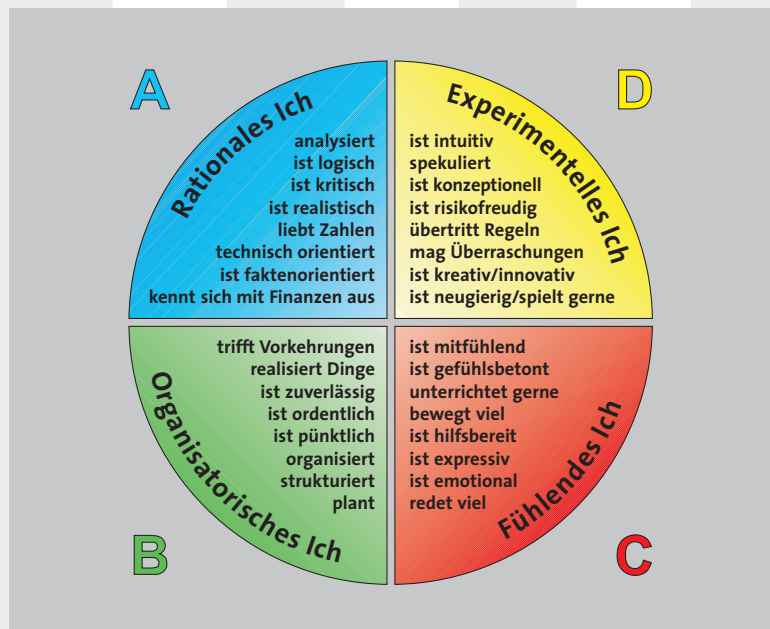 A
Rationales Ich
analysiert
ist logisch
ist kritisch
ist realistisch
liebt Zahlen
technisch orientiert
ist faktenorientiert
kennt sich mit Finanzen aus
D
Experimentelles Ich
ist intuitiv
spekuliert
ist konzeptionell
ist risikofreudig
übertritt Regeln
mag Überraschungen
ist kreativ/innovativ
ist neugierig/spielt gerne
B
Organisatorisches Ich
trifft Vorkehrungen
realisiert Dinge
ist zuverlässig
ist ordentlich
ist pünktlich
organisiert
strukturiert
plant
C
Fühlendes Ich
ist mitfühlend
ist gefühlsbetont
unterrichtet gerne
bewegt viel
ist hilfsbereit
ist expressiv
ist emotional
redet viel